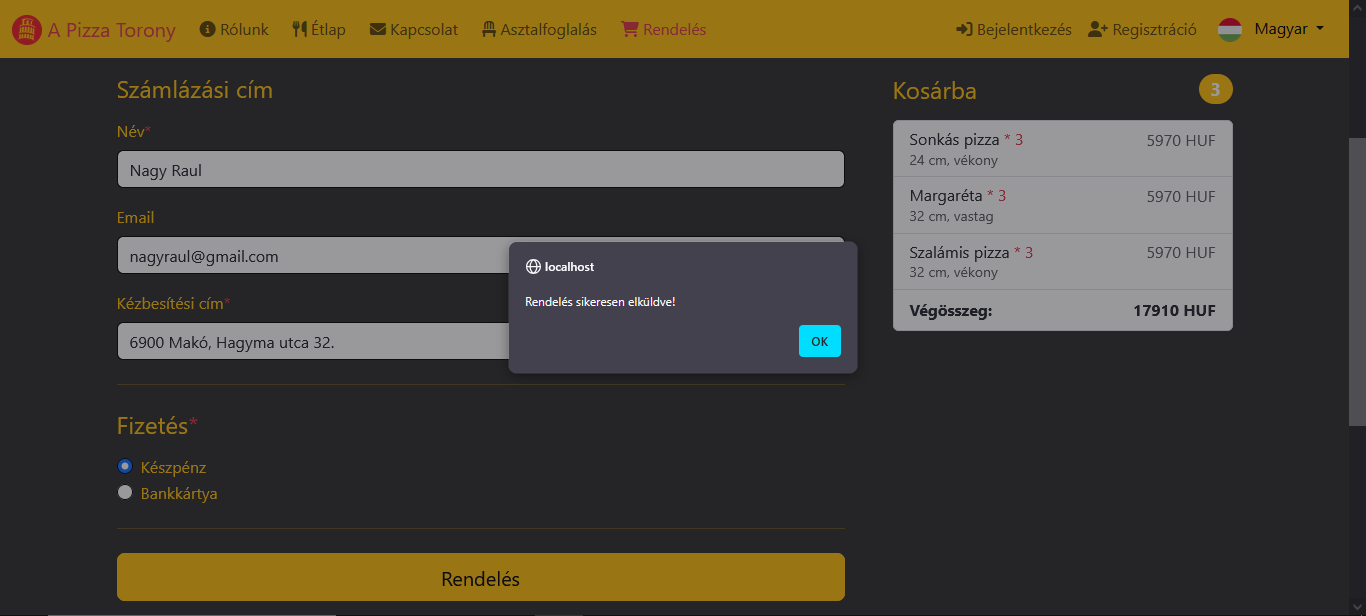 A Pizza Torony Rólunk Étlap Kapcsolat Asztalfoglalás Rendelés Bejelentkezés Regisztráció Magyar
Számlázási cím
Név*
Nagy Raul
Email
nagyraul@gmail.com
Kézbesítési cím*
6900 Makó, Hagyma utca 32.
Fizetés*
Készpénz
Bankkártya
Rendelés
Kosárba 3
Sonkás pizza * 3 5970 HUF
24 cm, vékony
Margaréta * 3 5970 HUF
32 cm, vastag
Szalámis pizza * 3 5970 HUF
32 cm, vékony
Végösszeg: 17910 HUF
localhost
Rendelés sikeresen elküldve!
OK